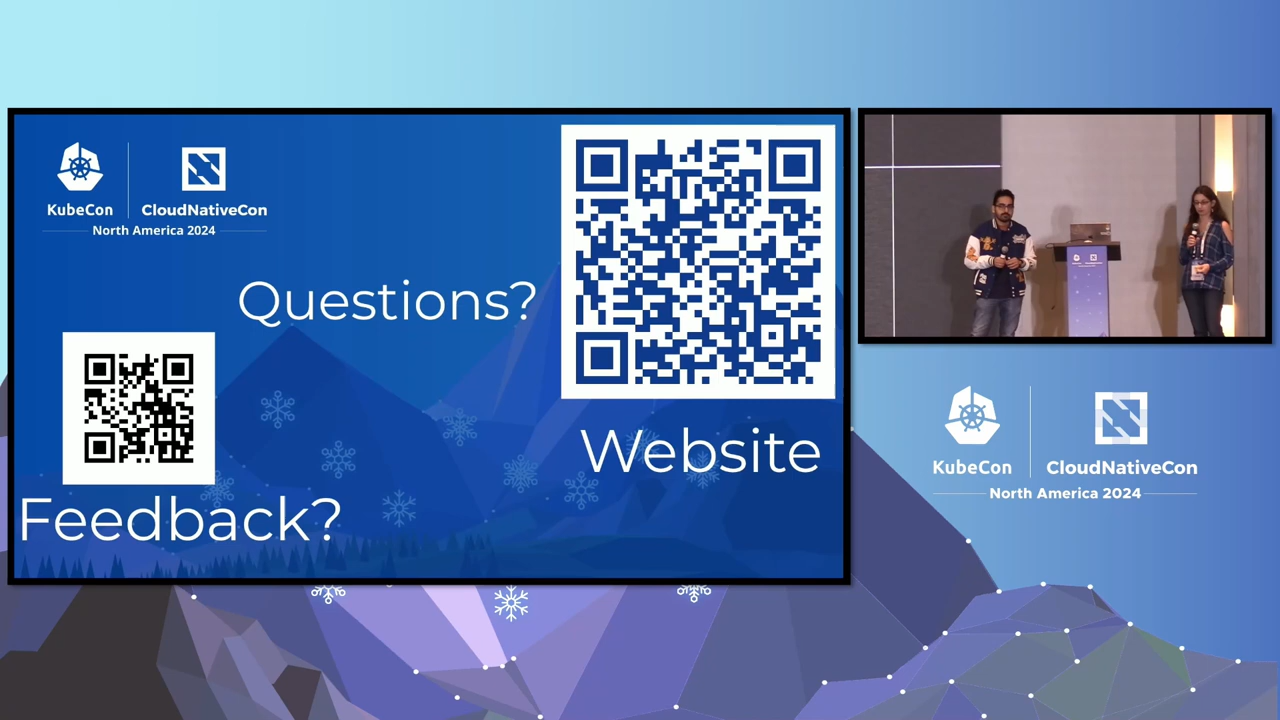 KubeCon
CloudNativeCon
North America 2024
Questions?
Website
Feedback?
KubeCon
CloudNativeCon
North America 2024